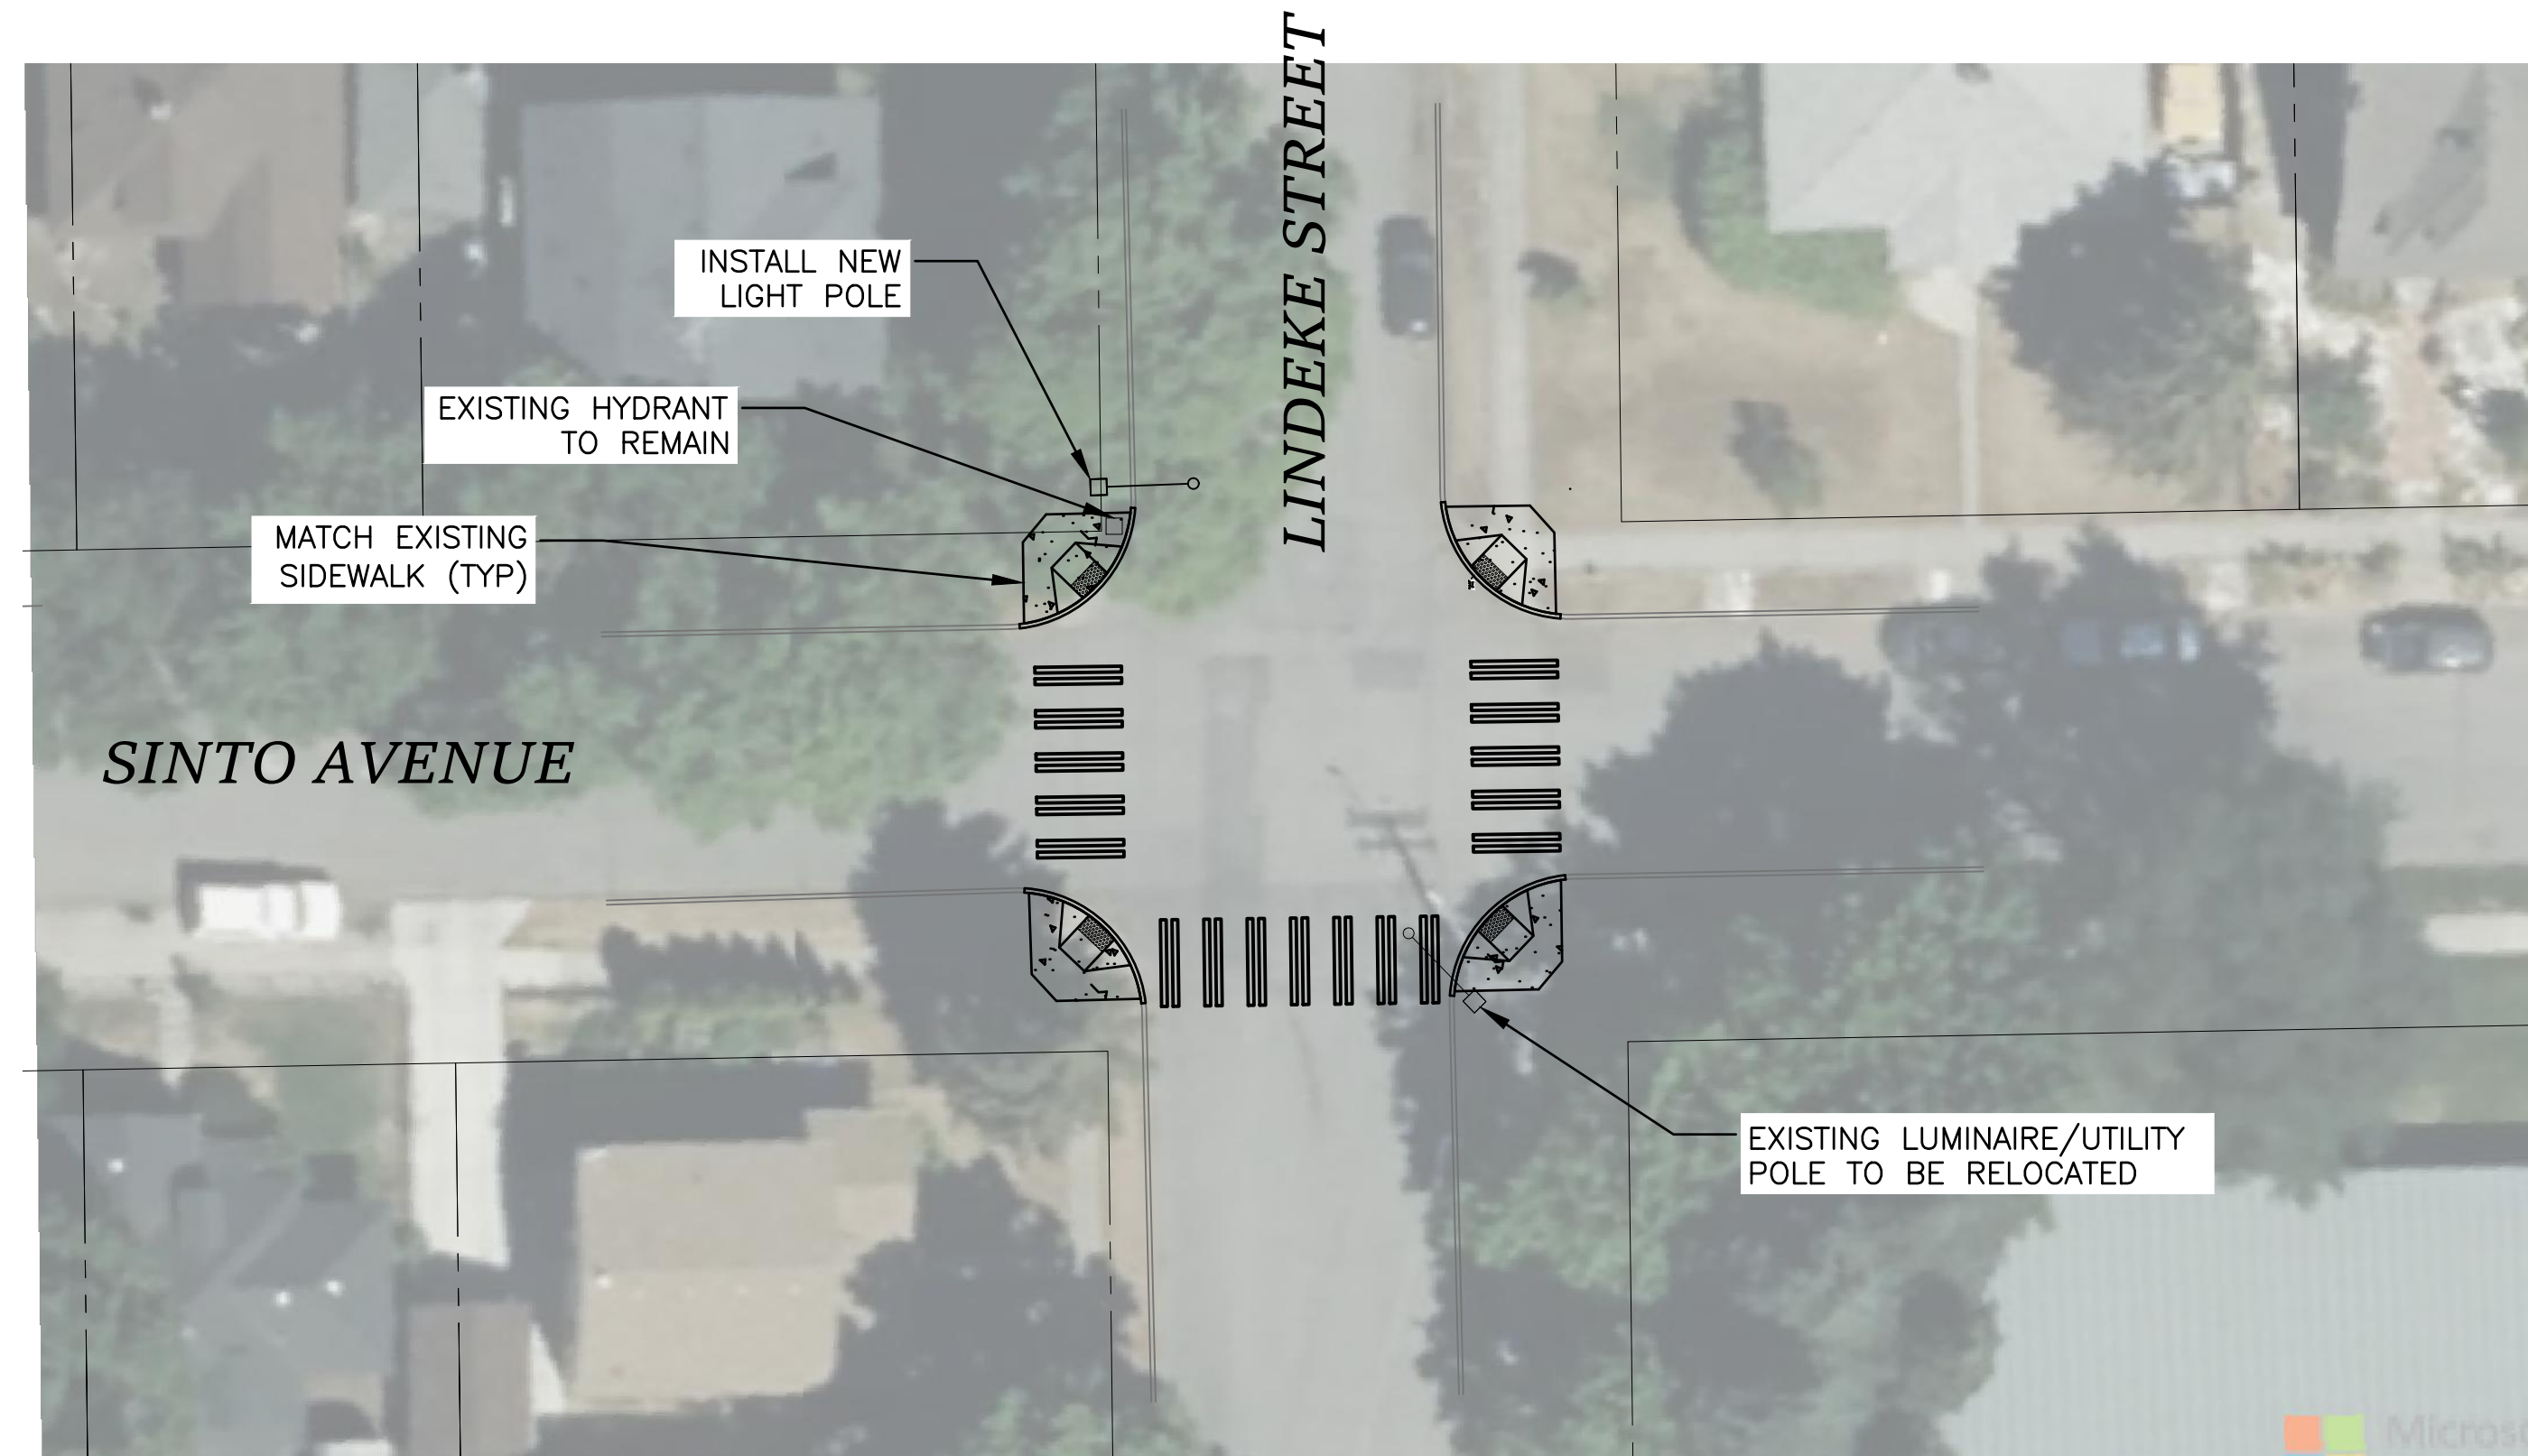 LINDEKE STREET
INSTALL NEW
LIGHT POLE
EXISTING HYDRANT
TO REMAIN
MATCH EXISTING
SIDEWALK (TYP)
SINTO AVENUE
EXISTING LUMINAIRE/UTILITY
POLE TO BE RELOCATED